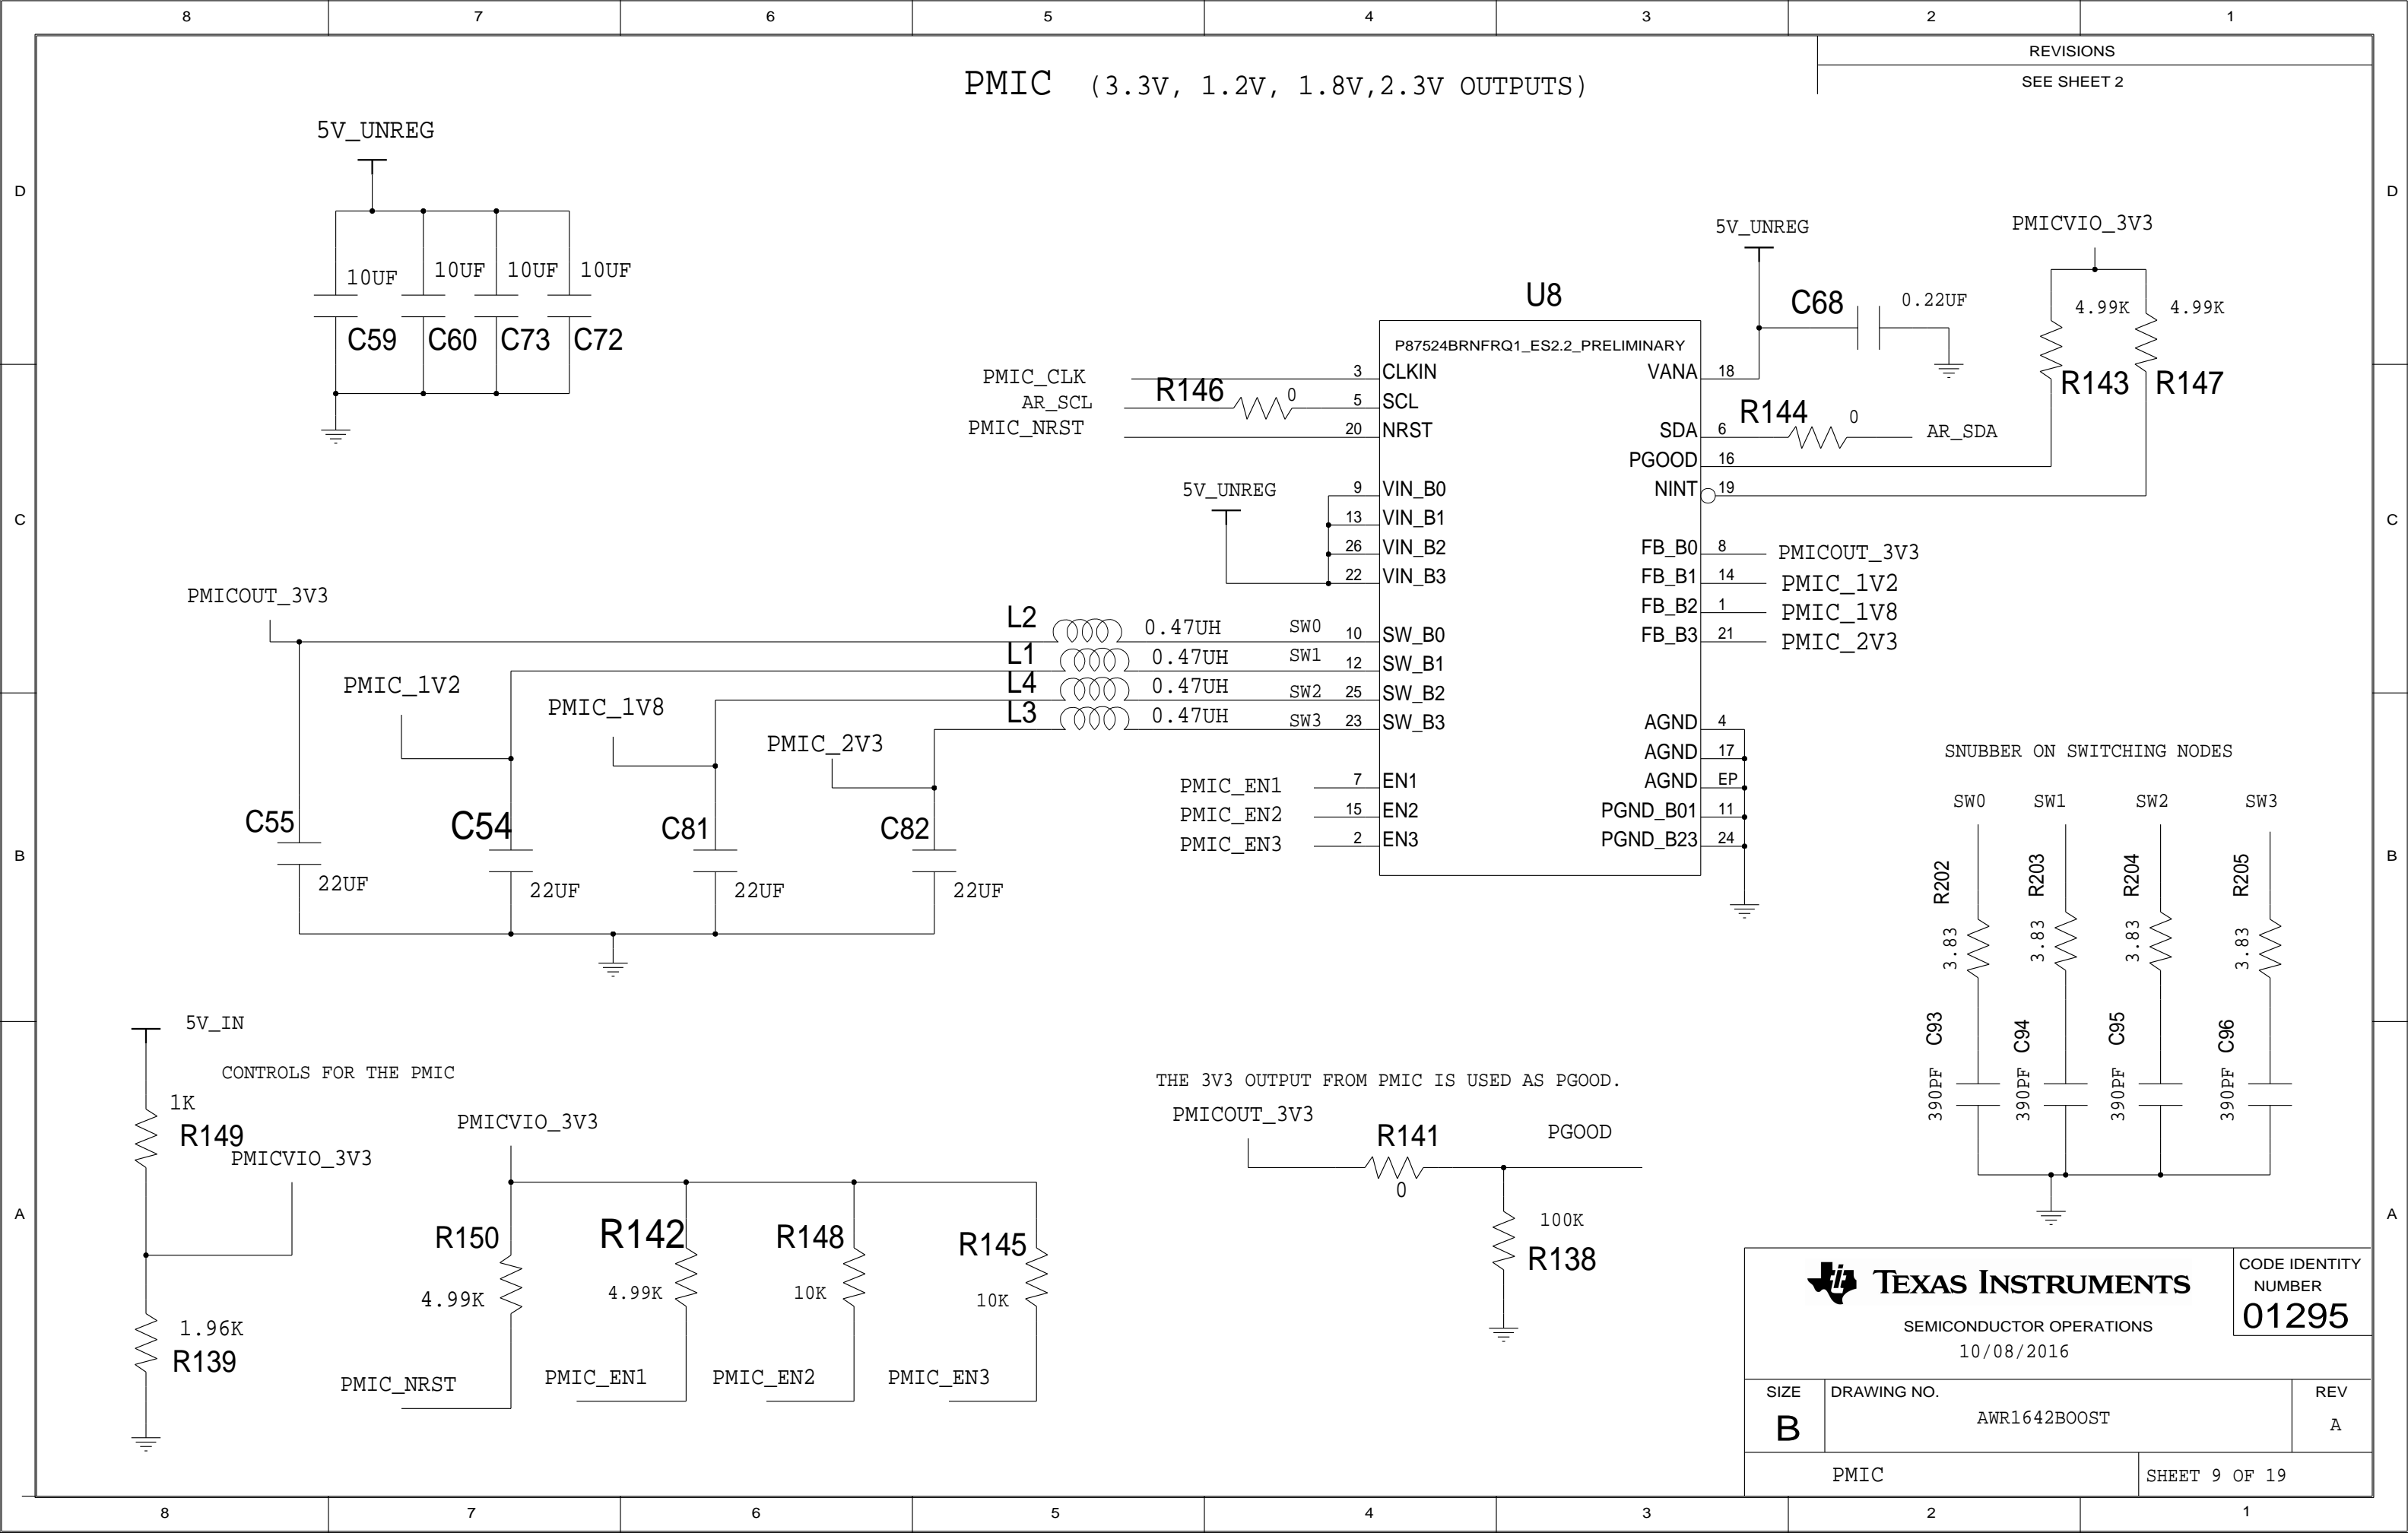 8 7 6 5 4 3 2 1
REVISIONS
SEE SHEET 2
PMIC (3.3V, 1.2V, 1.8V,2.3V OUTPUTS)
D
D
5V_UNREG
10UF 10UF 10UF 10UF
C59 C60 C73 C72
U8
P87524BRNFRQ1_ES2.2_PRELIMINARY
5V_UNREG
C68 0.22UF
PMICVIO_3V3
4.99K 4.99K
R143 R147
PMIC_CLK 3 CLKIN
AR_SCL R146 0 5 SCL
PMIC_NRST 20 NRST
VANA 18
SDA 6 R144 0 AR_SDA
PGOOD 16
NINT 19
C
C
5V_UNREG
9 VIN_B0
13 VIN_B1
26 VIN_B2
22 VIN_B3
FB_B0 8 PMICOUT_3V3
FB_B1 14 PMIC_1V2
FB_B2 1 PMIC_1V8
FB_B3 21 PMIC_2V3
PMICOUT_3V3
L2 0.47UH SW0 10 SW_B0
L1 0.47UH SW1 12 SW_B1
L4 0.47UH SW2 25 SW_B2
L3 0.47UH SW3 23 SW_B3
PMIC_1V2
PMIC_1V8
PMIC_2V3
AGND 4
AGND 17
AGND EP
PGND_B01 11
PGND_B23 24
PMIC_EN1 7 EN1
PMIC_EN2 15 EN2
PMIC_EN3 2 EN3
B
B
C55 C54 C81 C82
22UF 22UF 22UF 22UF
SNUBBER ON SWITCHING NODES
SW0 SW1 SW2 SW3
R202 R203 R204 R205
3.83 3.83 3.83 3.83
C93 C94 C95 C96
390PF 390PF 390PF 390PF
5V_IN
CONTROLS FOR THE PMIC
1K
R149
PMICVIO_3V3
1.96K
R139
PMICVIO_3V3
R150 R142 R148 R145
4.99K 4.99K 10K 10K
PMIC_NRST PMIC_EN1 PMIC_EN2 PMIC_EN3
THE 3V3 OUTPUT FROM PMIC IS USED AS PGOOD.
PMICOUT_3V3
R141
0
PGOOD
100K
R138
A
A
TEXAS INSTRUMENTS
SEMICONDUCTOR OPERATIONS
10/08/2016
CODE IDENTITY
NUMBER
01295
SIZE
B
DRAWING NO.
AWR1642BOOST
REV
A
PMIC
SHEET 9 OF 19
8 7 6 5 4 3 2 1